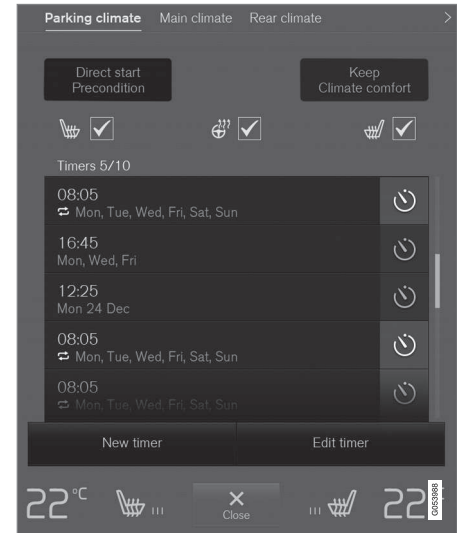 Parking climate Main climate Rear climate >
Direct start
Precondition
Keep
Climate comfort
Timers 5/10
08:05
Mon, Tue, Wed, Fri, Sat, Sun
16:45
Mon, Wed, Fri
12:25
Mon 24 Dec
08:05
Mon, Tue, Wed, Fri, Sat, Sun
08:05
Mon, Tue, Wed, Fri, Sat, Sun
New timer Edit timer
22°C
Close
22
G053988